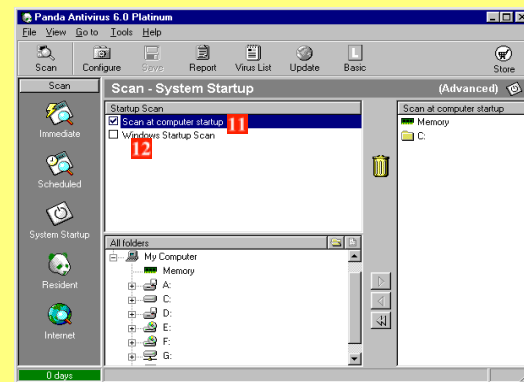 Panda Antivirus 6.0 Platinum
File View Go to Tools Help
Scan Configure Save Report Virus List Update Basic Store
Scan
Scan - System Startup (Advanced)
Immediate
Scheduled
System Startup
Resident
Internet
0 days
Startup Scan
Scan at computer startup 11
Windows Startup Scan
12
All folders
My Computer
Memory
A:
C:
D:
E:
F:
G:
Scan at computer startup
Memory
C: